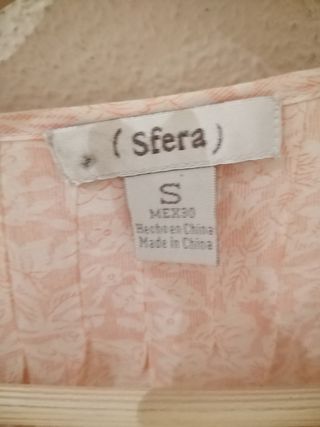 ( Sfera )
S
MEX30
Hecho en China
Made in China